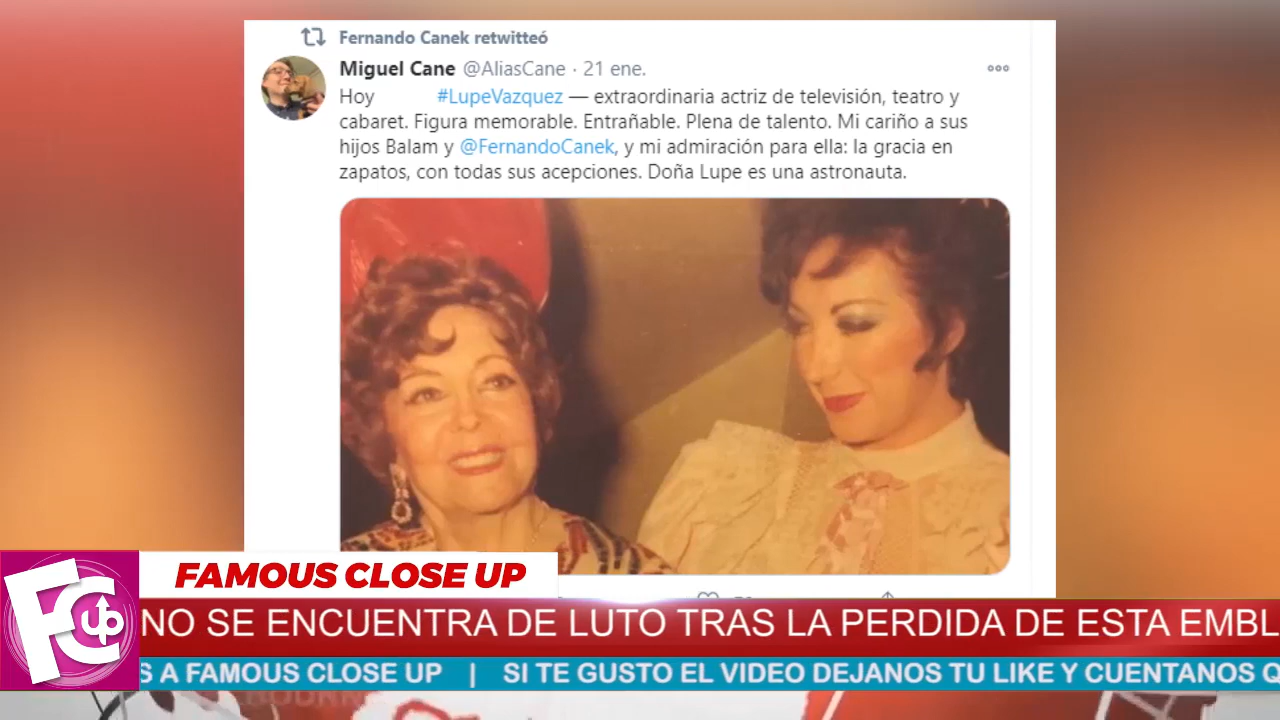 Fernando Canek retwitteó
Miguel Cane @AliasCane · 21 ene.
Hoy #LupeVazquez — extraordinaria actriz de televisión, teatro y
cabaret. Figura memorable. Entrañable. Plena de talento. Mi cariño a sus
hijos Balam y @FernandoCanek, y mi admiración para ella: la gracia en
zapatos, con todas sus acepciones. Doña Lupe es una astronauta.
FAMOUS CLOSE UP
FC up
NO SE ENCUENTRA DE LUTO TRAS LA PERDIDA DE ESTA EMBL
S A FAMOUS CLOSE UP | SI TE GUSTO EL VIDEO DEJANOS TU LIKE Y CUENTANOS Q